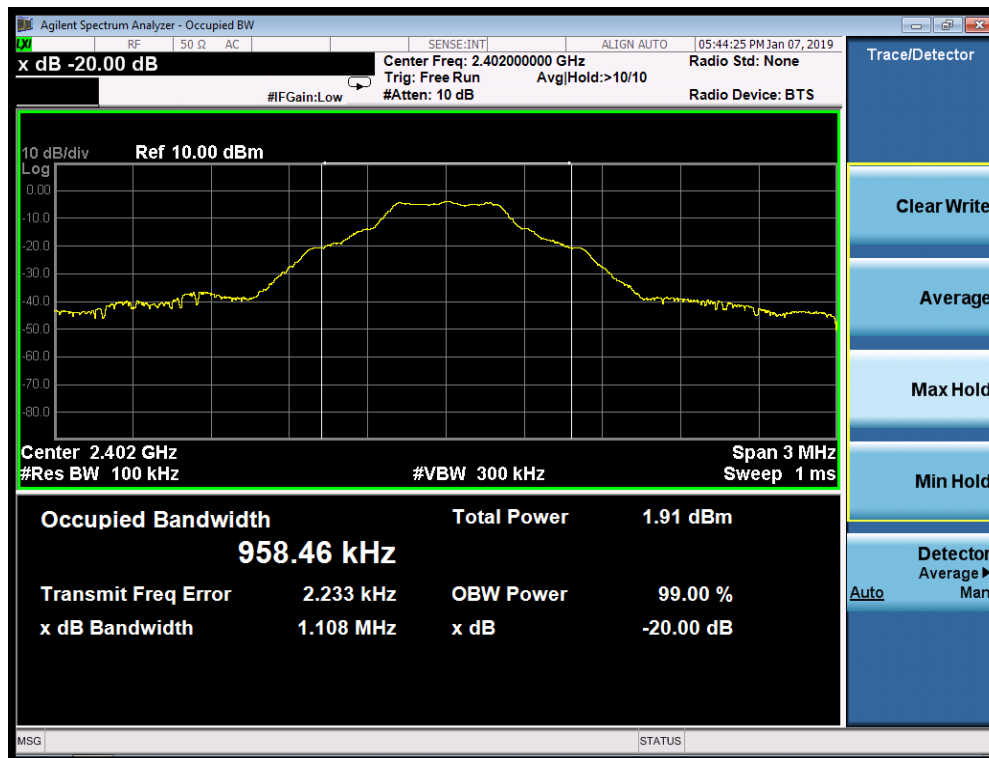 Agilent Spectrum Analyzer - Occupied BW
LXI RF 50 Ω AC SENSE:INT ALIGN AUTO 05:44:25 PM Jan 07, 2019
x dB -20.00 dB
Center Freq: 2.402000000 GHz Radio Std: None
Trig: Free Run Avg|Hold:>10/10
#IFGain:Low #Atten: 10 dB Radio Device: BTS
10 dB/div Ref 10.00 dBm
Log
0.00
-10.0
-20.0
-30.0
-40.0
-50.0
-60.0
-70.0
-80.0
Center 2.402 GHz Span 3 MHz
#Res BW 100 kHz #VBW 300 kHz Sweep 1 ms
Occupied Bandwidth Total Power 1.91 dBm
958.46 kHz
Transmit Freq Error 2.233 kHz OBW Power 99.00 %
x dB Bandwidth 1.108 MHz x dB -20.00 dB
MSG STATUS
Trace/Detector
Clear Write
Average
Max Hold
Min Hold
Detector
Average
Auto Man